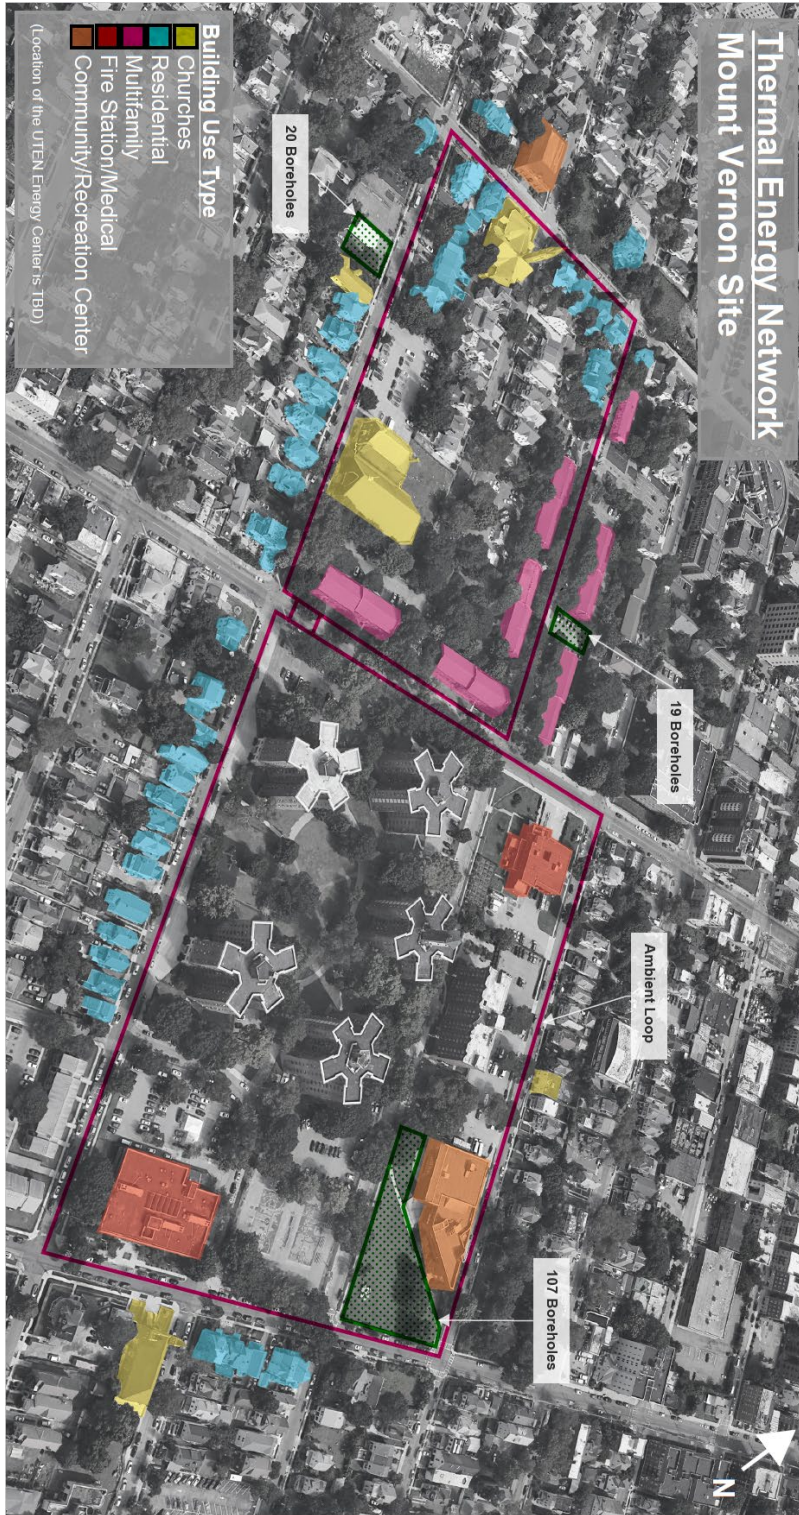 Thermal Energy Network
Mount Vernon Site
20 Boreholes
19 Boreholes
Ambient Loop
107 Boreholes
Building Use Type
Churches
Residential
Multifamily
Fire Station/Medical
Community/Recreation Center
(Location of the UTEN Energy Center is TBD)
N